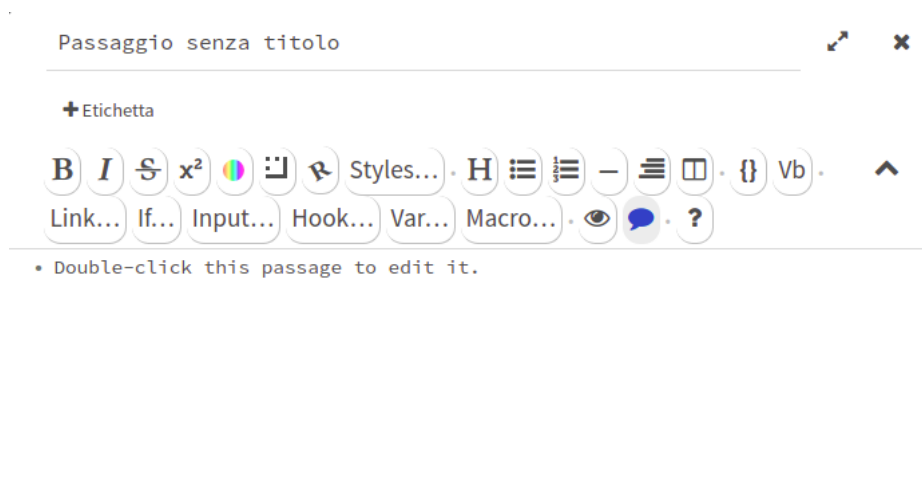 Passaggio senza titolo
Etichetta
B I S x² R Styles... H {} Vb
Link... If... Input... Hook... Var... Macro... ?
• Double-click this passage to edit it.